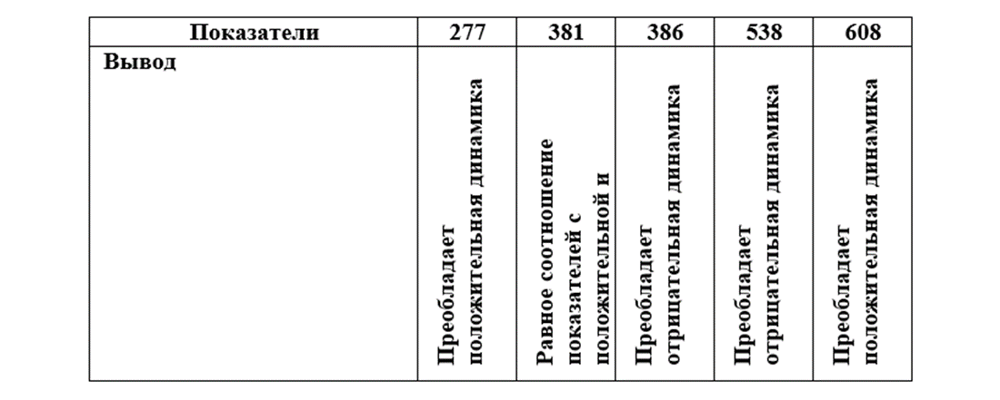 Показатели 277 381 386 538 608
Вывод
Преобладает
положительная динамика
Равное соотношение
показателей с
положительной и
Преобладает
отрицательная динамика
Преобладает
отрицательная динамика
Преобладает
положительная динамика